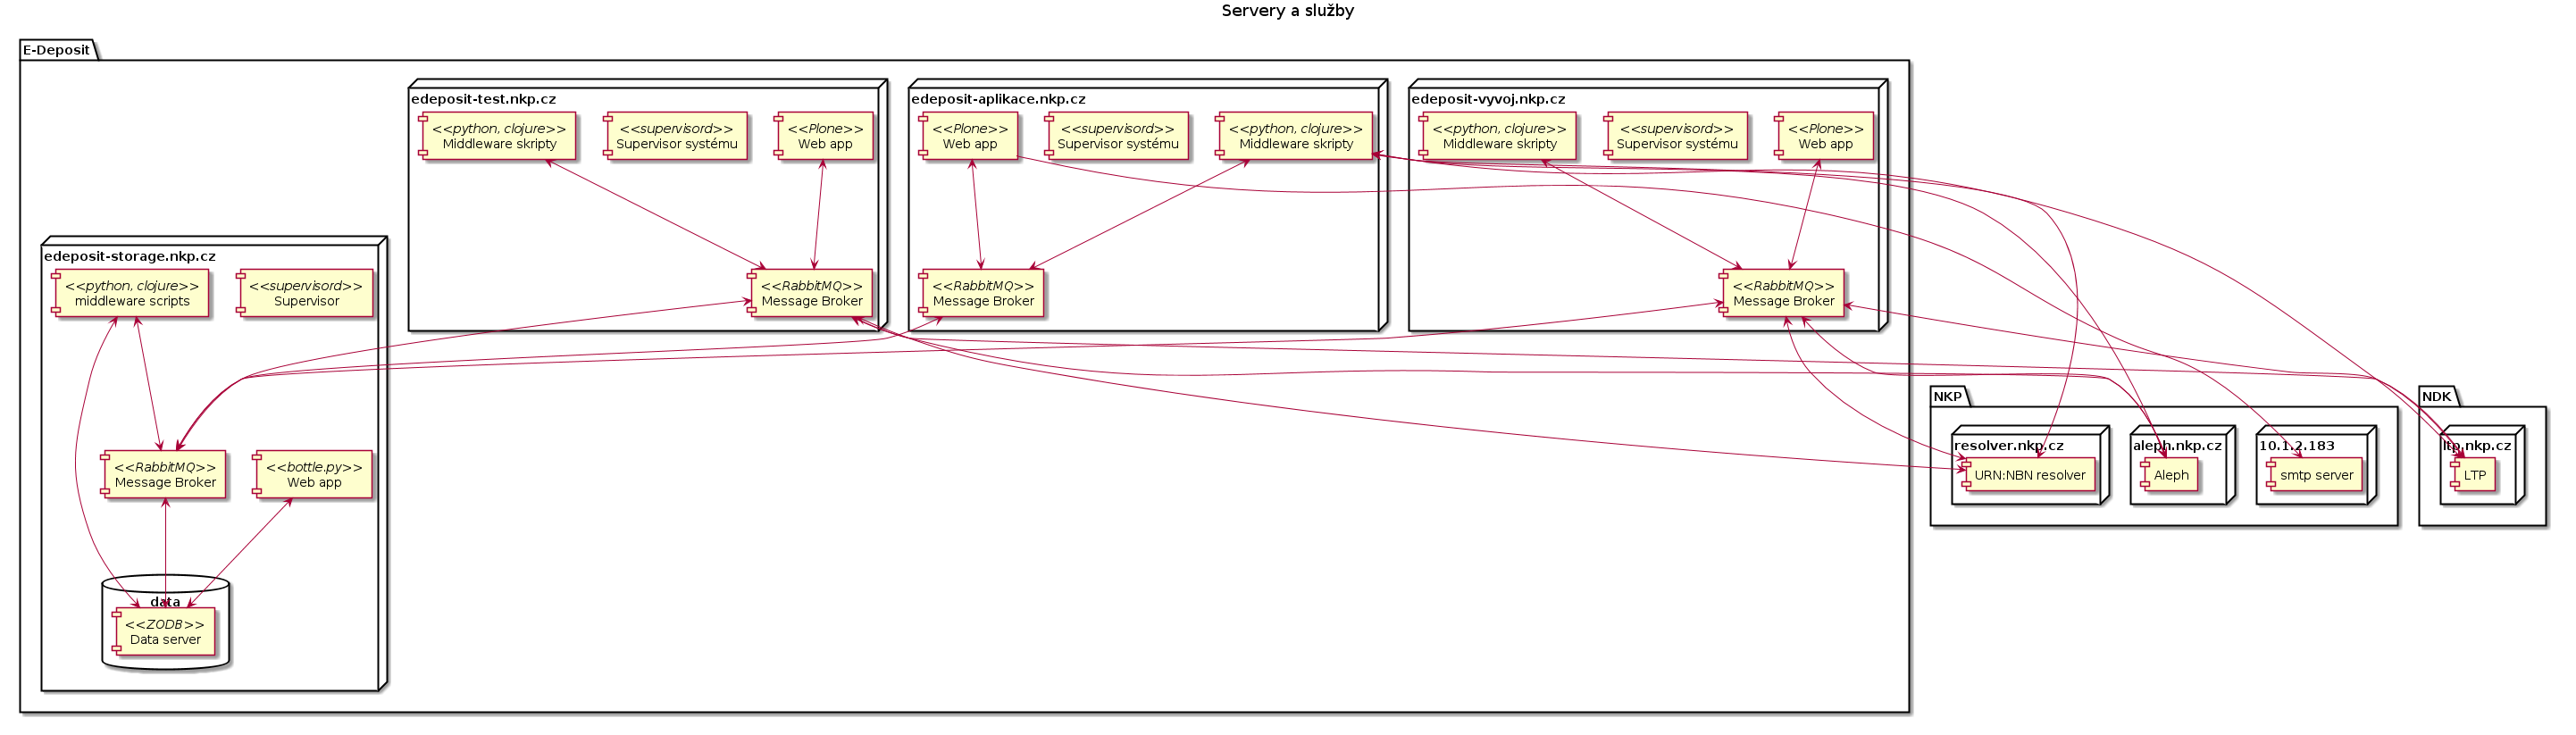 Servery a služby
E-Deposit
edeposit-test.nkp.cz
<<python, clojure>>
Middleware skripty
<<supervisord>>
Supervisor systému
<<Plone>>
Web app
<<RabbitMQ>>
Message Broker
edeposit-aplikace.nkp.cz
<<Plone>>
Web app
<<supervisord>>
Supervisor systému
<<python, clojure>>
Middleware skripty
<<RabbitMQ>>
Message Broker
edeposit-vyvoj.nkp.cz
<<python, clojure>>
Middleware skripty
<<supervisord>>
Supervisor systému
<<Plone>>
Web app
<<RabbitMQ>>
Message Broker
edeposit-storage.nkp.cz
<<python, clojure>>
middleware scripts
<<supervisord>>
Supervisor
<<RabbitMQ>>
Message Broker
<<bottle.py>>
Web app
data
<<ZODB>>
Data server
NKP
resolver.nkp.cz
URN:NBN resolver
aleph.nkp.cz
Aleph
10.1.2.183
smtp server
NDK
ltp.nkp.cz
LTP